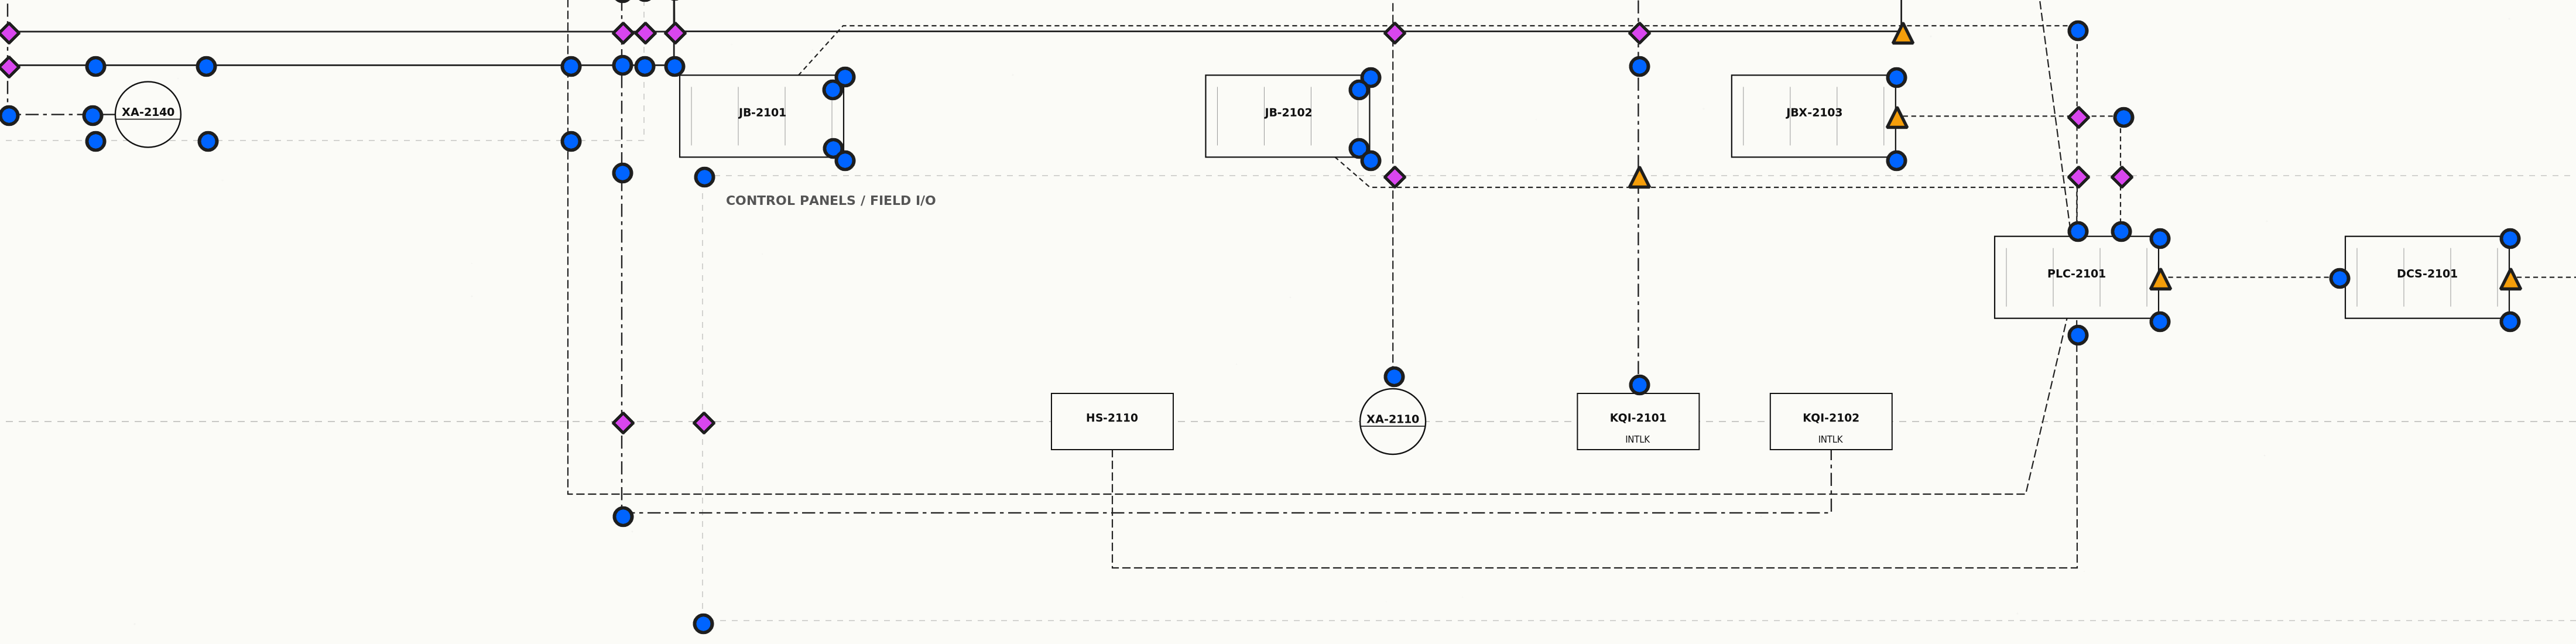 XA-2140
JB-2101
JB-2102
JBX-2103
CONTROL PANELS / FIELD I/O
PLC-2101
DCS-2101
HS-2110
XA-2110
KQI-2101
INTLK
KQI-2102
INTLK